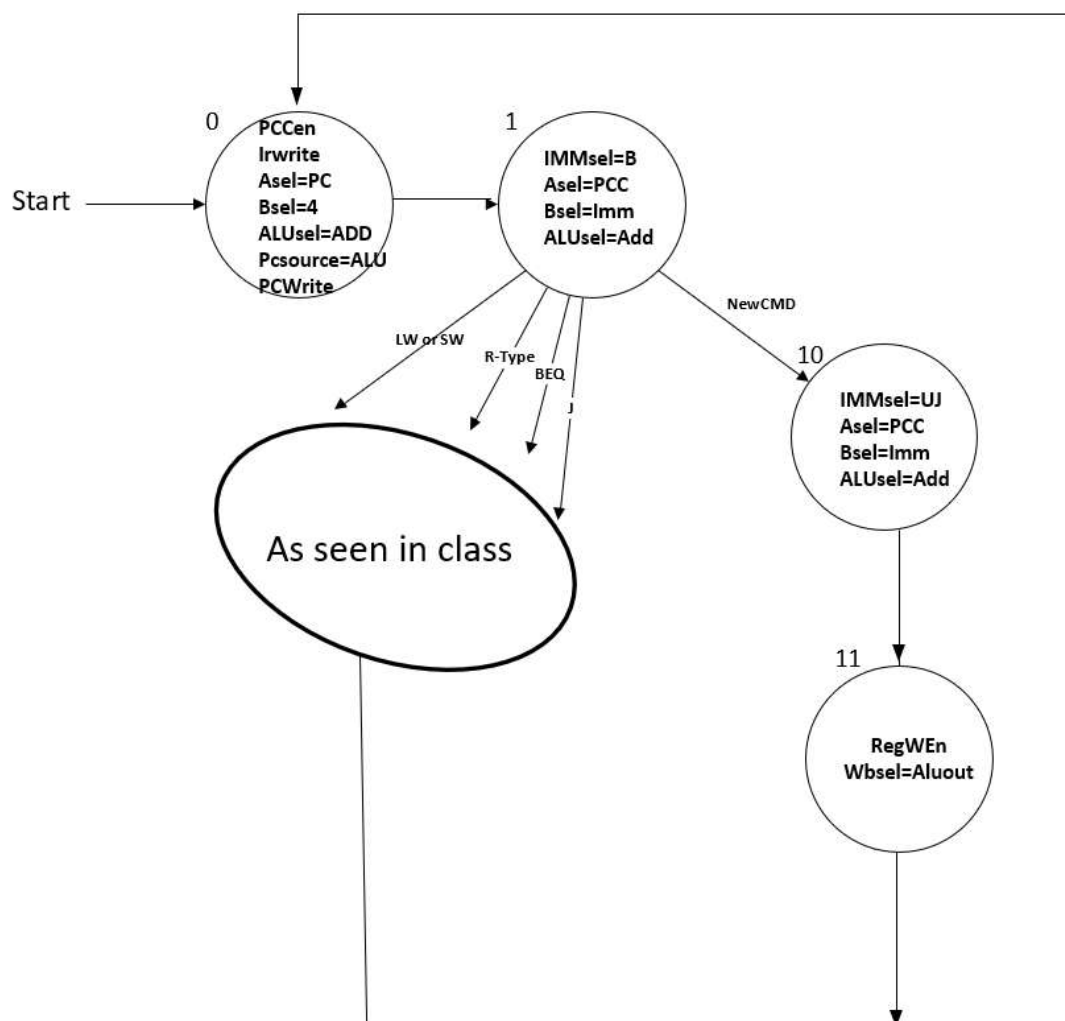 0
PCCen
Irwrite
Asel=PC
Bsel=4
ALUsel=ADD
Pcsource=ALU
PCWrite
1
IMMsel=B
Asel=PCC
Bsel=Imm
ALUsel=Add
Start
NewCMD
LW or SW
R-Type
BEQ
J
10
IMMsel=UJ
Asel=PCC
Bsel=Imm
ALUsel=Add
As seen in class
11
RegWEn
Wbsel=Aluout